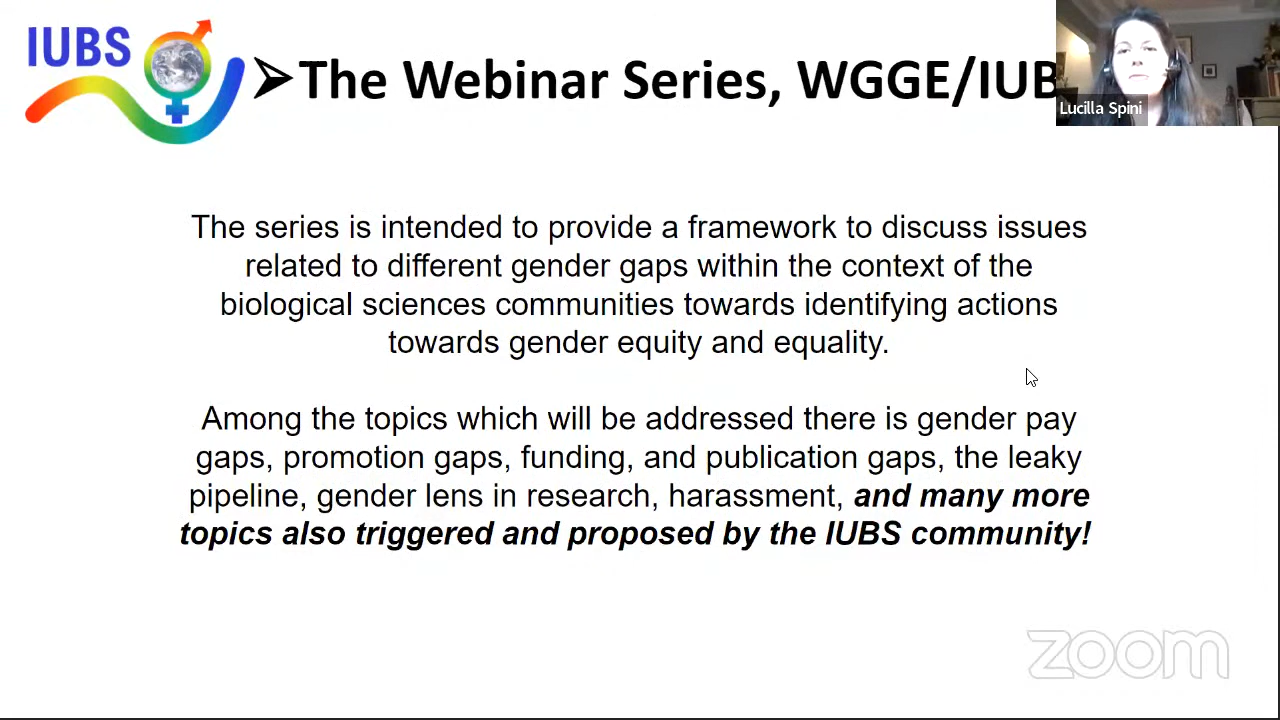 IUBS
➢The Webinar Series, WGGE/IUB
Lucilla Spini
The series is intended to provide a framework to discuss issues
related to different gender gaps within the context of the
biological sciences communities towards identifying actions
towards gender equity and equality.
Among the topics which will be addressed there is gender pay
gaps, promotion gaps, funding, and publication gaps, the leaky
pipeline, gender lens in research, harassment, and many more
topics also triggered and proposed by the IUBS community!
zoom